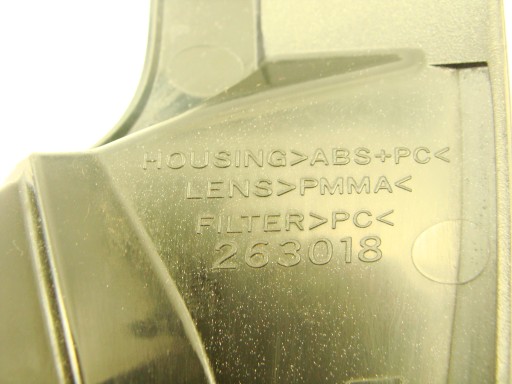 HOUSING>ABS+PC<
LENS>PMMA<
FILTER>PC<
263018